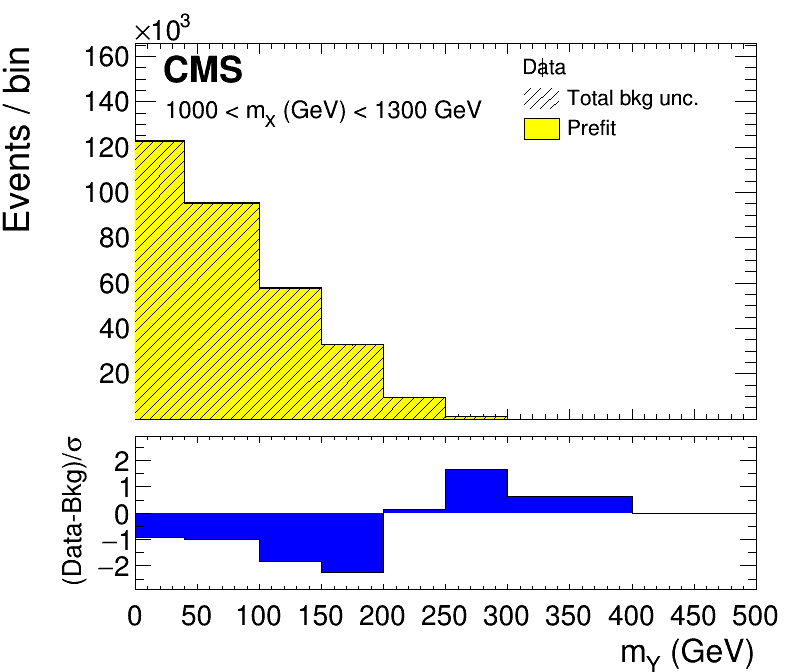 ×10³
Events / bin
160
140
120
100
80
60
40
20
CMS
1000 < m_X (GeV) < 1300 GeV
Data
Total bkg unc.
Prefit
(Data-Bkg)/σ
2
1
0
−1
−2
0 50 100 150 200 250 300 350 400 450 500
m_Y (GeV)